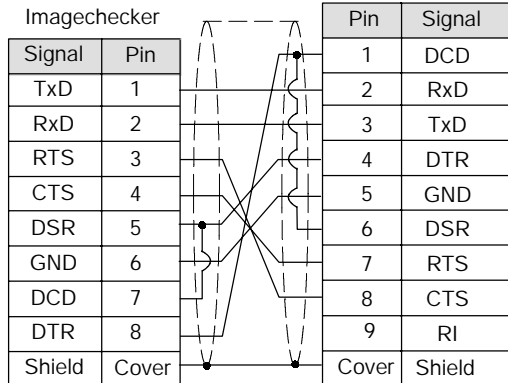 Imagechecker
Signal Pin
TxD 1
RxD 2
RTS 3
CTS 4
DSR 5
GND 6
DCD 7
DTR 8
Shield Cover
Pin Signal
1 DCD
2 RxD
3 TxD
4 DTR
5 GND
6 DSR
7 RTS
8 CTS
9 RI
Cover Shield